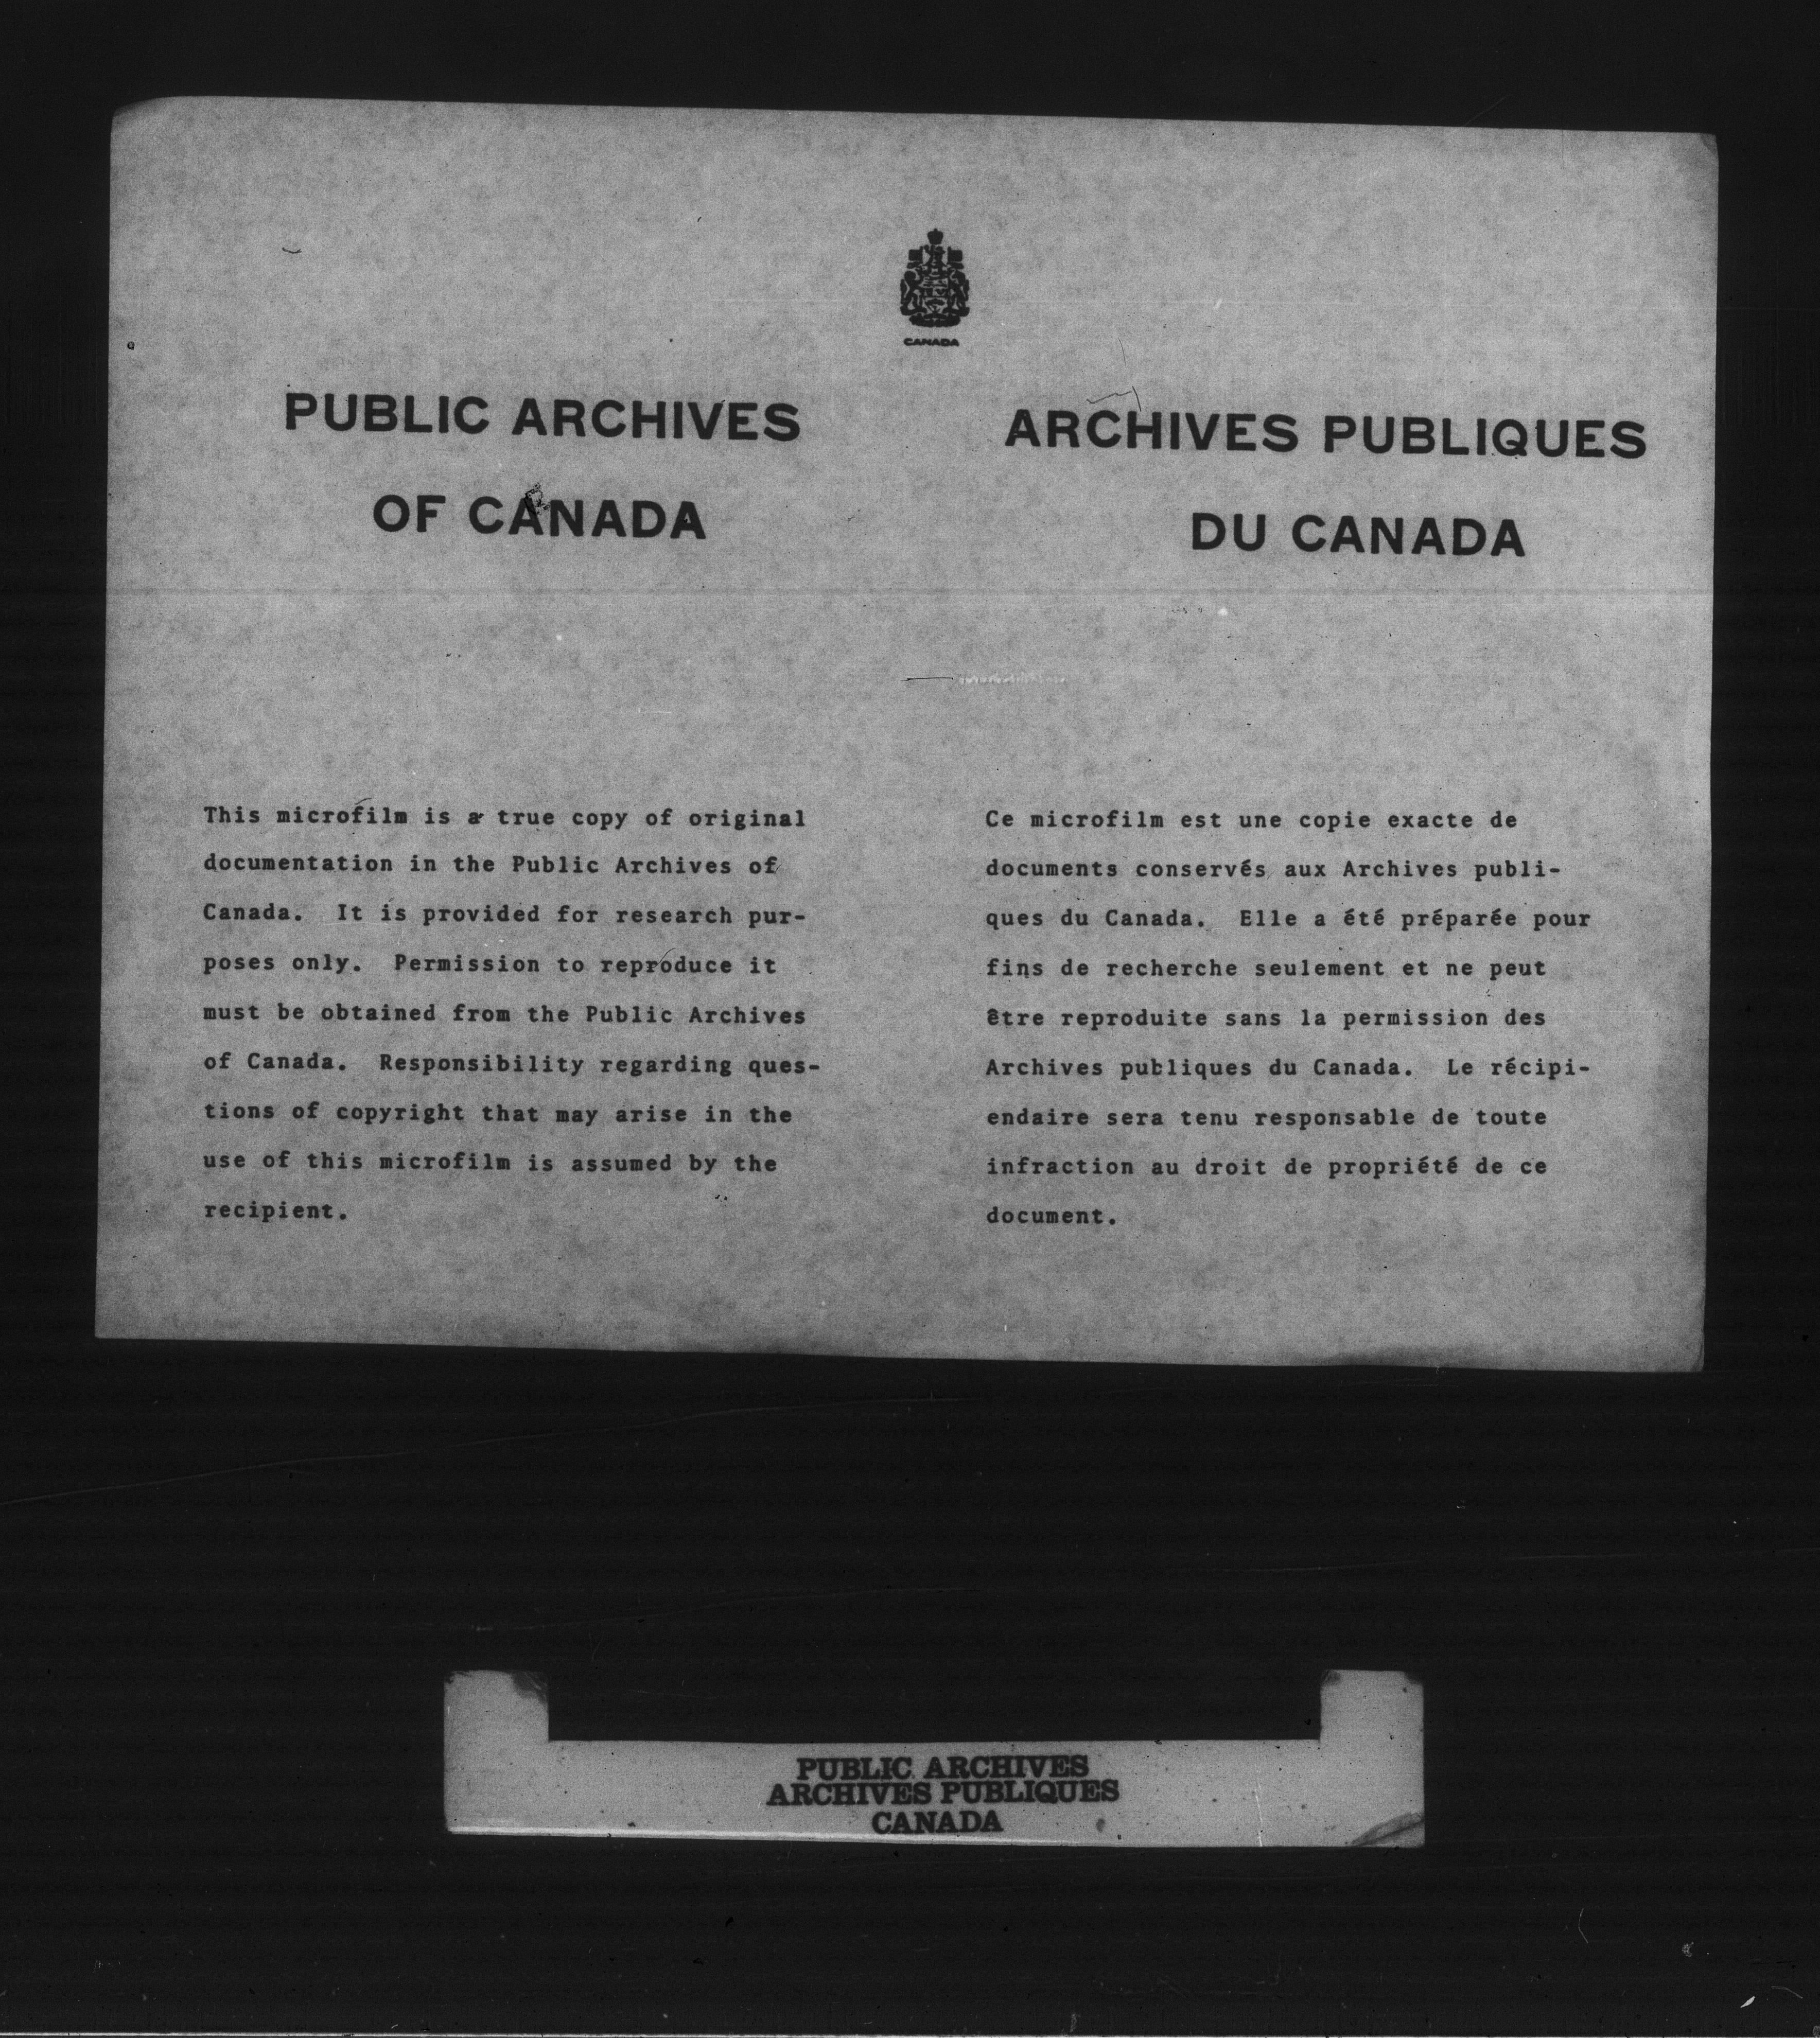 CANADA
PUBLIC ARCHIVES
OF CANADA
This microfilm is a true copy of original
documentation in the Public Archives of
Canada. It is provided for research pur-
poses only. Permission to reproduce it
must be obtained from the Public Archives
of Canada. Responsibility regarding ques-
tions of copyright that may arise in the
use of this microfilm is assumed by the
recipient.
ARCHIVES PUBLIQUES
DU CANADA
Ce microfilm est une copie exacte de
documents conservés aux Archives publi-
ques du Canada. Elle a été préparée pour
fins de recherche seulement et ne peut
être reproduite sans la permission des
Archives publiques du Canada. Le récipi-
endaire sera tenu responsable de toute
infraction au droit de propriété de ce
document.
PUBLIC ARCHIVES
ARCHIVES PUBLIQUES
CANADA